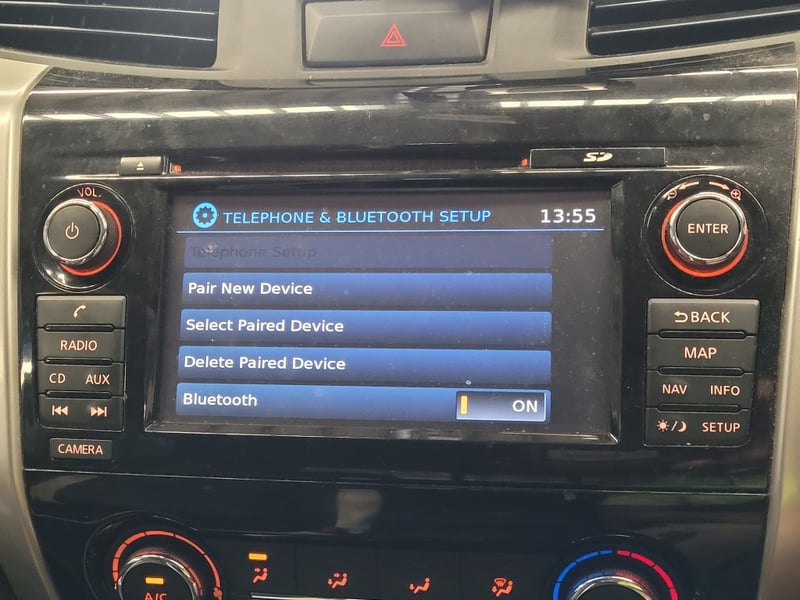 VOL
SD
TELEPHONE & BLUETOOTH SETUP 13:55
ENTER
Telephone Setup
Pair New Device
Select Paired Device
Delete Paired Device
Bluetooth ON
RADIO
CD AUX
CAMERA
BACK
MAP
NAV INFO
SETUP
A/C